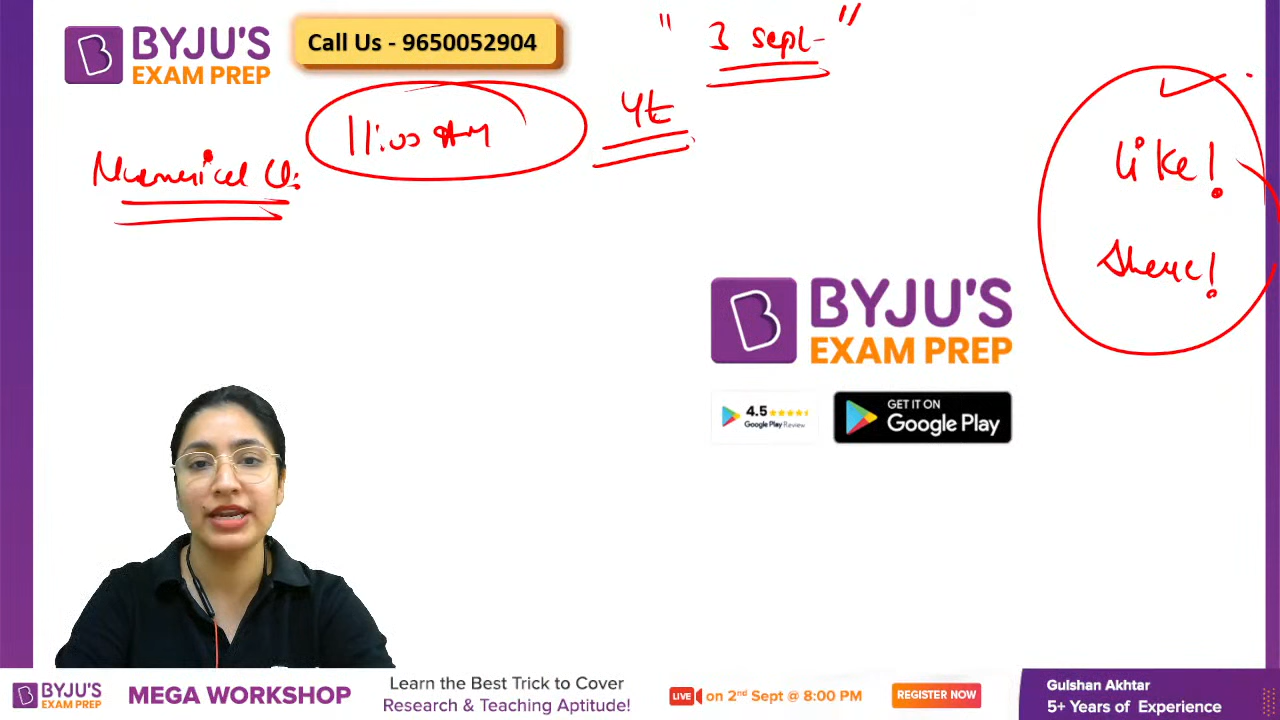 BYJU'S
EXAM PREP
Call Us - 9650052904
" 3 sept "
11:00 AM
Yt
Numerical Q:
Like!
Share!
BYJU'S
EXAM PREP
4.5
Google Play Review
GET IT ON
Google Play
BYJU'S
EXAM PREP
MEGA WORKSHOP
Learn the Best Trick to Cover
Research & Teaching Aptitude!
LIVE on 2nd Sept @ 8:00 PM
REGISTER NOW
Gulshan Akhtar
5+ Years of Experience